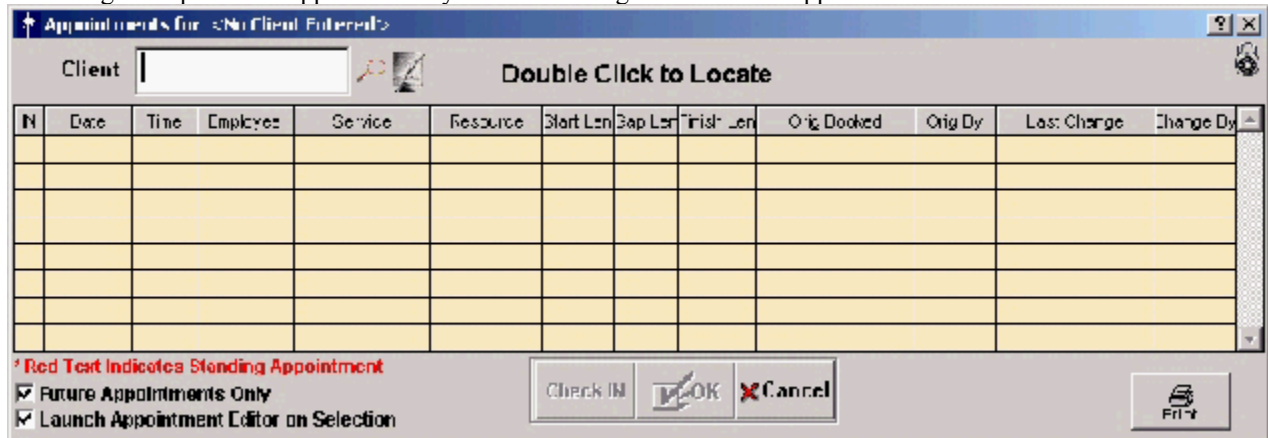 Appointments for <No Client Entered>
Client
Double Click to Locate
IN Date Time Employee Service Resource Start Len Gap Len Finish Len Orig Booked Orig By Last Change Change By
* Red Text Indicates Standing Appointment
Future Appointments Only
Launch Appointment Editor on Selection
Check IN OK Cancel
Print